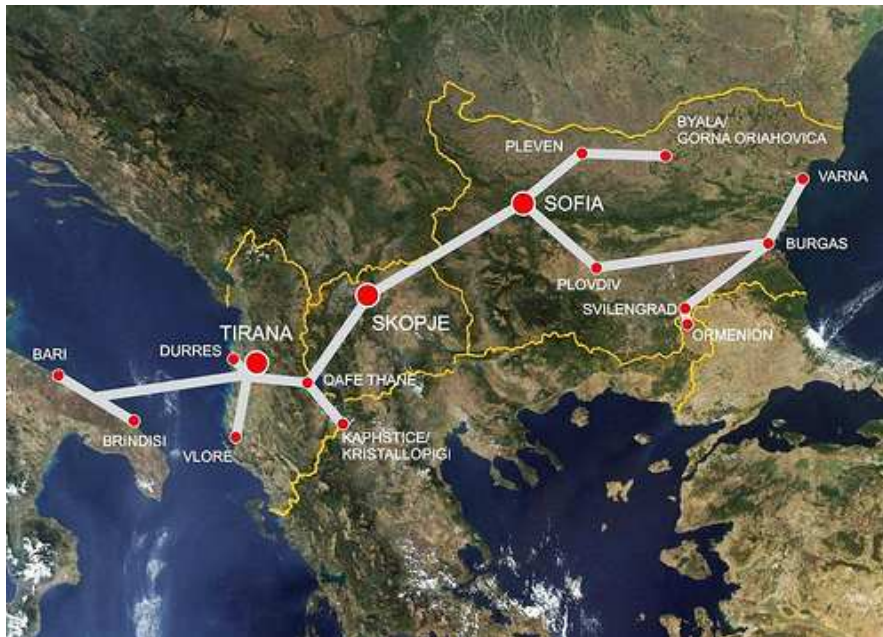 BYALA/
GORNA ORIAHOVICA
PLEVEN
VARNA
SOFIA
BURGAS
PLOVDIV
SVILENGRAD
ORMENION
SKOPJE
TIRANA
DURRES
BARI
QAFE THANE
BRINDISI
VLORE
KAPHSTICE/
KRISTALLOPIGI